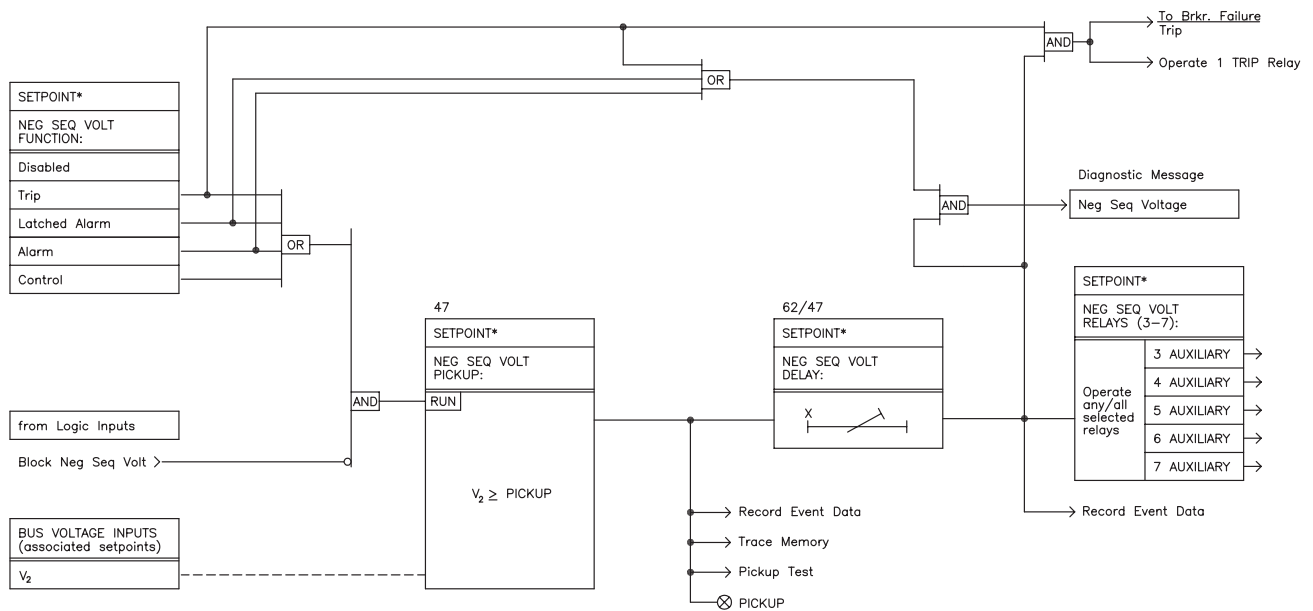 SETPOINT*
NEG SEQ VOLT
FUNCTION:
Disabled
Trip
Latched Alarm
Alarm
Control
OR
OR
AND
To Brkr. Failure
Trip
Operate 1 TRIP Relay
Diagnostic Message
AND
Neg Seq Voltage
from Logic Inputs
Block Neg Seq Volt
AND
BUS VOLTAGE INPUTS
(associated setpoints)
V2
47
SETPOINT*
NEG SEQ VOLT
PICKUP:
RUN
V2 ≥ PICKUP
62/47
SETPOINT*
NEG SEQ VOLT
DELAY:
X
Record Event Data
Trace Memory
Pickup Test
PICKUP
SETPOINT*
NEG SEQ VOLT
RELAYS (3-7):
Operate
any/all
selected
relays
3 AUXILIARY
4 AUXILIARY
5 AUXILIARY
6 AUXILIARY
7 AUXILIARY
Record Event Data